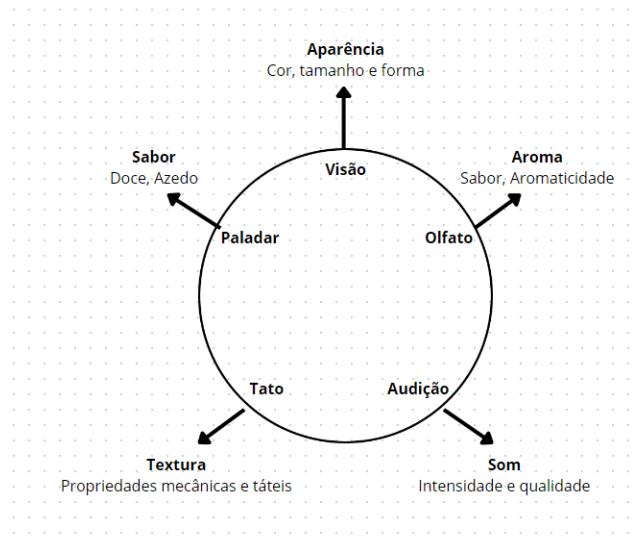 Aparência
Cor, tamanho e forma
Visão
Sabor
Doce, Azedo
Aroma
Sabor, Aromaticidade
Paladar
Olfato
Tato
Audição
Textura
Propriedades mecânicas e táteis
Som
Intensidade e qualidade